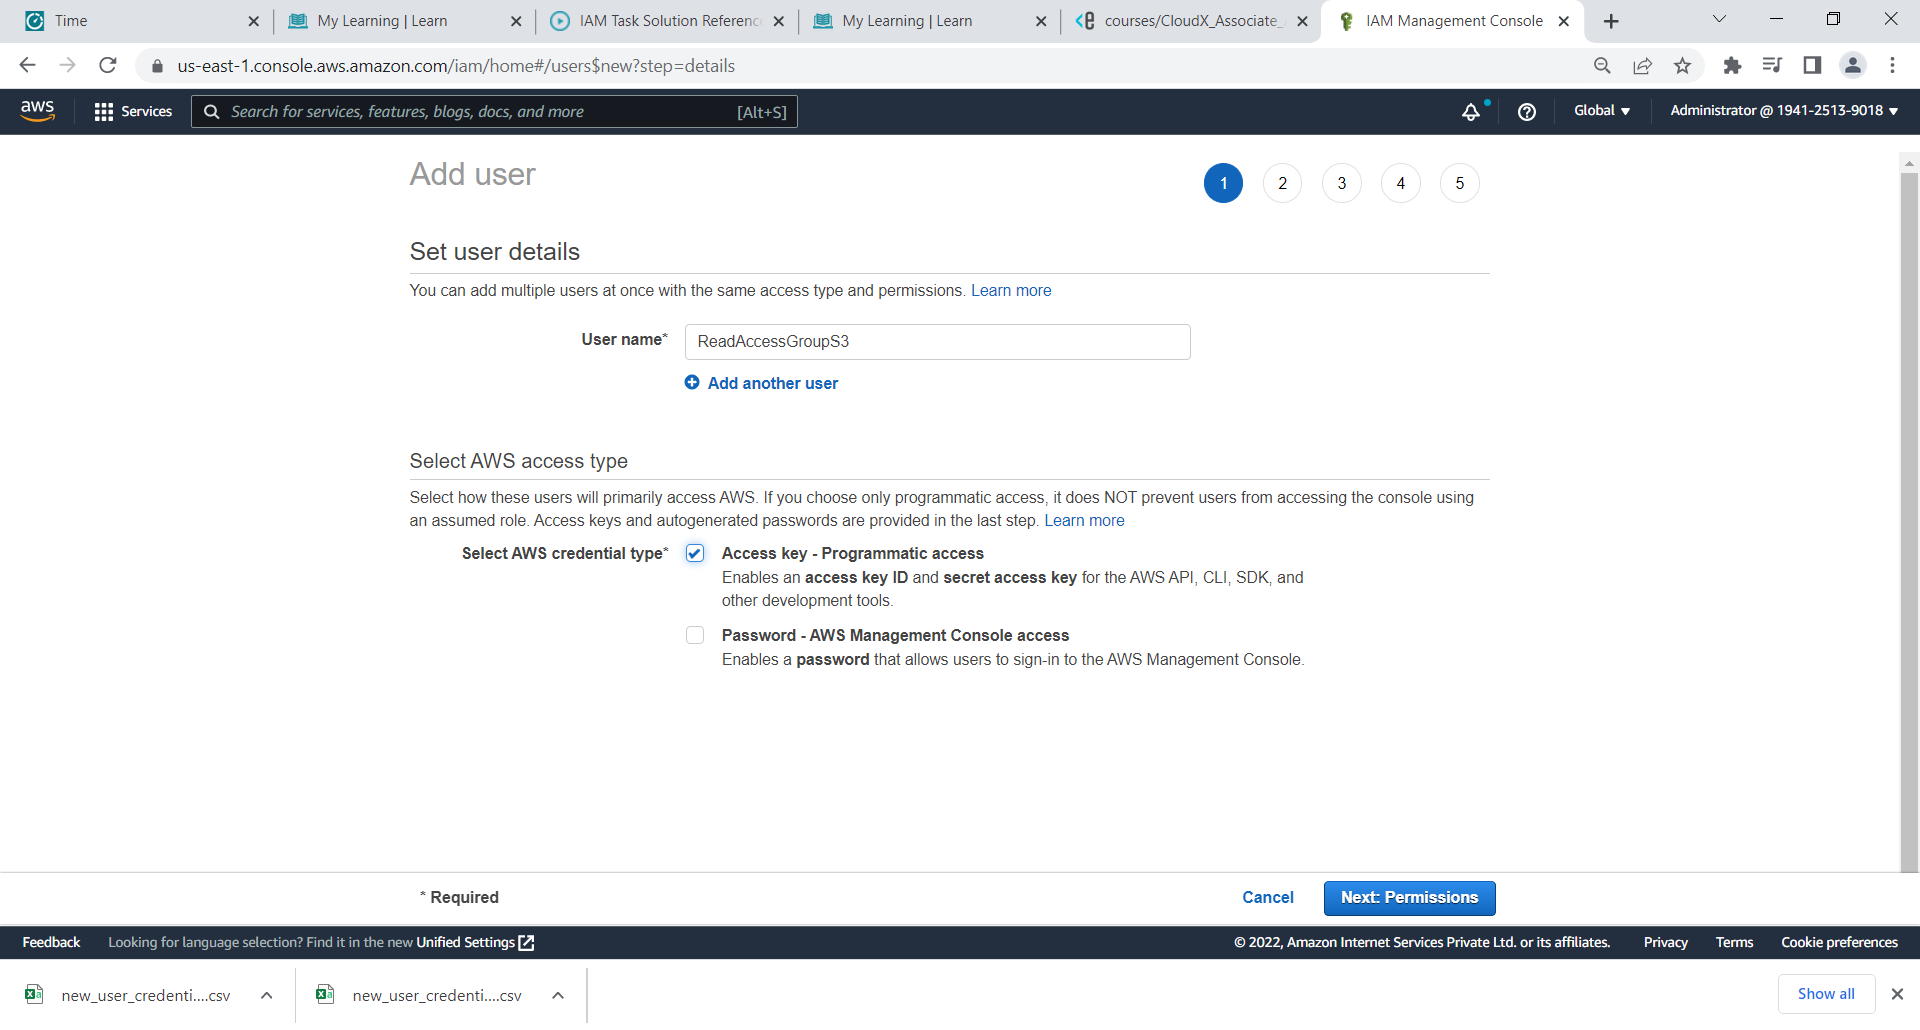 Time
My Learning | Learn
IAM Task Solution Referenc
My Learning | Learn
courses/CloudX_Associate_
IAM Management Console
us-east-1.console.aws.amazon.com/iam/home#/users$new?step=details
aws
Services
Search for services, features, blogs, docs, and more
[Alt+S]
Global
Administrator @ 1941-2513-9018
Add user
1
2
3
4
5
Set user details
You can add multiple users at once with the same access type and permissions. Learn more
User name*
ReadAccessGroupS3
Add another user
Select AWS access type
Select how these users will primarily access AWS. If you choose only programmatic access, it does NOT prevent users from accessing the console using
an assumed role. Access keys and autogenerated passwords are provided in the last step. Learn more
Select AWS credential type*
Access key - Programmatic access
Enables an access key ID and secret access key for the AWS API, CLI, SDK, and
other development tools.
Password - AWS Management Console access
Enables a password that allows users to sign-in to the AWS Management Console.
* Required
Cancel
Next: Permissions
Feedback
Looking for language selection? Find it in the new Unified Settings
© 2022, Amazon Internet Services Private Ltd. or its affiliates.
Privacy
Terms
Cookie preferences
new_user_credenti....csv
new_user_credenti....csv
Show all